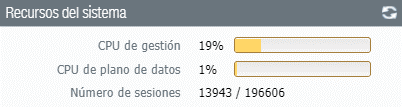 Recursos del sistema
CPU de gestión 19%
CPU de plano de datos 1%
Número de sesiones 13943 / 196606